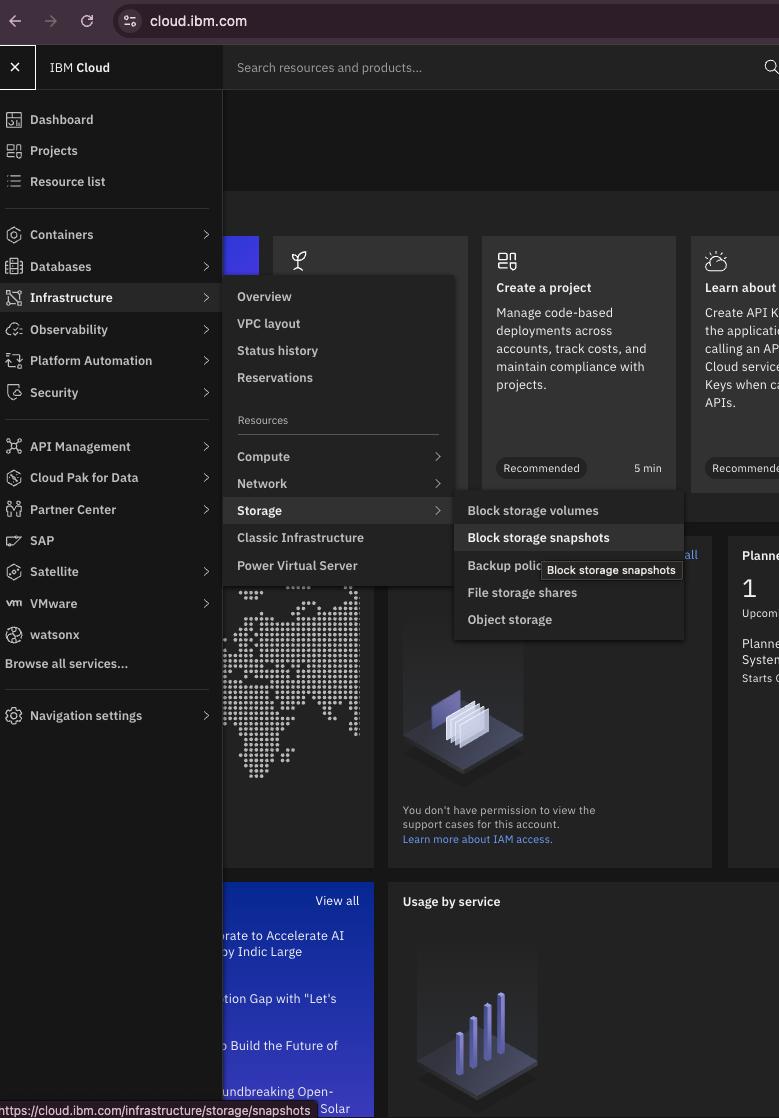 cloud.ibm.com
IBM Cloud
Search resources and products...
Dashboard
Projects
Resource list
Containers
Databases
Infrastructure
Observability
Platform Automation
Security
API Management
Cloud Pak for Data
Partner Center
SAP
Satellite
VMware
watsonx
Browse all services...
Navigation settings
Overview
VPC layout
Status history
Reservations
Resources
Compute
Network
Storage
Classic Infrastructure
Power Virtual Server
Block storage volumes
Block storage snapshots
Backup polic
Block storage snapshots
File storage shares
Object storage
Create a project
Manage code-based
deployments across
accounts, track costs, and
maintain compliance with
projects.
Recommended
5 min
Learn about
Create API K
the applicatio
calling an AP
Cloud service
Keys when ca
APIs.
Recommende
all
Planne
1
Upcom
Planne
System
Starts
You don't have permission to view the
support cases for this account.
Learn more about IAM access.
View all
rate to Accelerate AI
by Indic Large
tion Gap with "Let's
o Build the Future of
undbreaking Open-
Solar
Usage by service
https://cloud.ibm.com/infrastructure/storage/snapshots